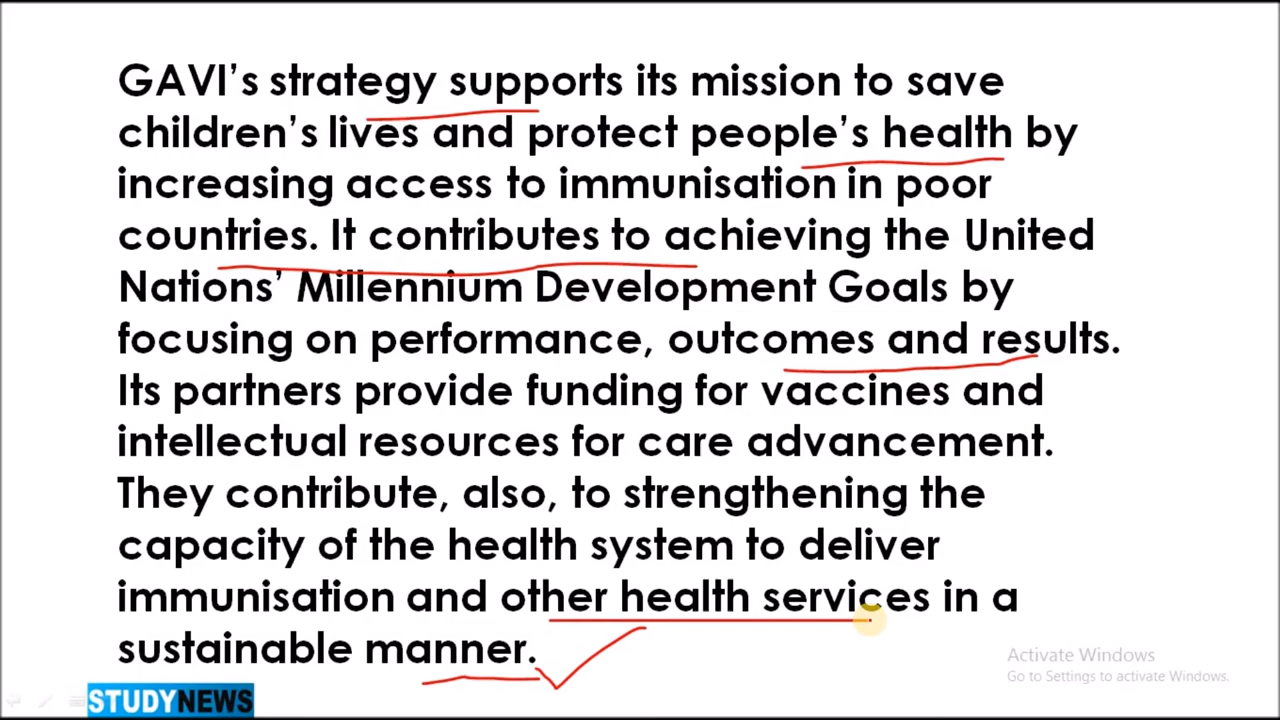 GAVI’s strategy supports its mission to save
children’s lives and protect people’s health by
increasing access to immunisation in poor
countries. It contributes to achieving the United
Nations’ Millennium Development Goals by
focusing on performance, outcomes and results.
Its partners provide funding for vaccines and
intellectual resources for care advancement.
They contribute, also, to strengthening the
capacity of the health system to deliver
immunisation and other health services in a
sustainable manner.
Activate Windows
Go to Settings to activate Windows.
STUDYNEWS